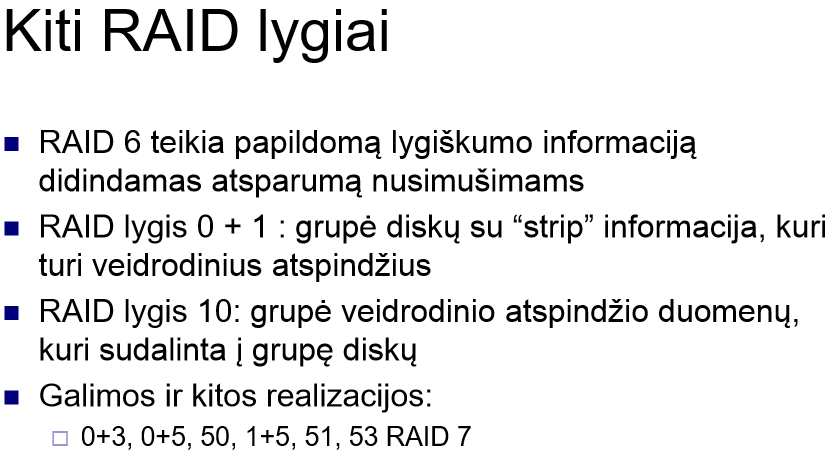 Kiti RAID lygiai
RAID 6 teikia papildomą lygiškumo informaciją
didindamas atsparumą nusimušimams
RAID lygis 0 + 1 : grupė diskų su “strip” informacija, kuri
turi veidrodinius atspindžius
RAID lygis 10: grupė veidrodinio atspindžio duomenų,
kuri sudalinta į grupę diskų
Galimos ir kitos realizacijos:
0+3, 0+5, 50, 1+5, 51, 53 RAID 7